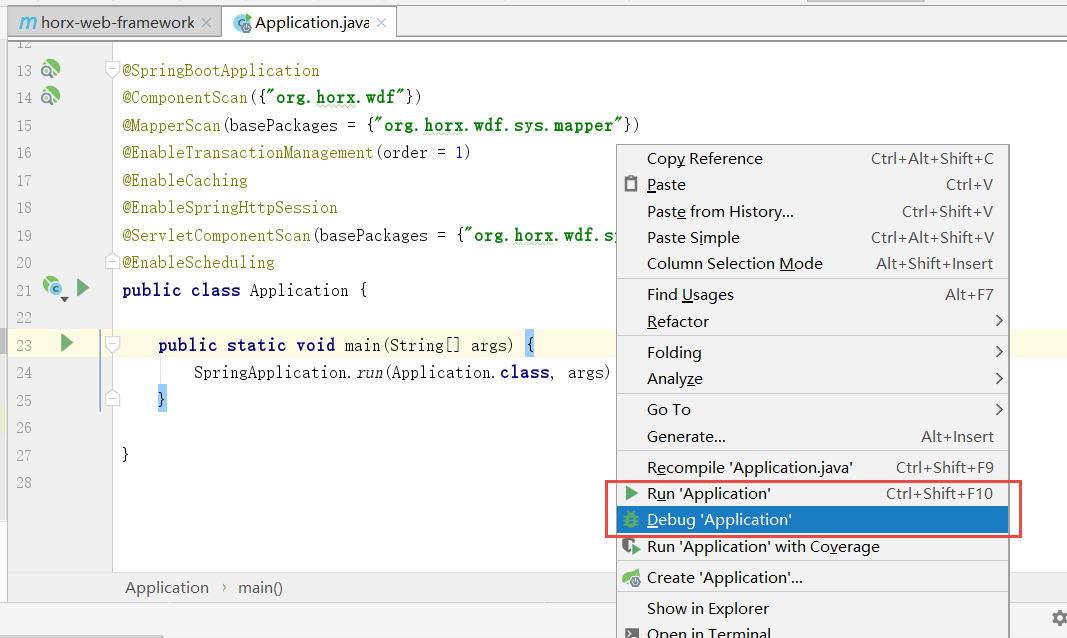 horx-web-framework
Application.java
12
13 @SpringBootApplication
14 @ComponentScan({"org.horx.wdf"})
15 @MapperScan(basePackages = {"org.horx.wdf.sys.mapper"})
16 @EnableTransactionManagement(order = 1)
17 @EnableCaching
18 @EnableSpringHttpSession
19 @ServletComponentScan(basePackages = {"org.horx.wdf.s
20 @EnableScheduling
21 public class Application {
22
23 public static void main(String[] args) {
24 SpringApplication.run(Application.class, args)
25 }
26
27 }
28
Copy Reference Ctrl+Alt+Shift+C
Paste Ctrl+V
Paste from History... Ctrl+Shift+V
Paste Simple Ctrl+Alt+Shift+V
Column Selection Mode Alt+Shift+Insert
Find Usages Alt+F7
Refactor
Folding
Analyze
Go To
Generate... Alt+Insert
Recompile 'Application.java' Ctrl+Shift+F9
Run 'Application' Ctrl+Shift+F10
Debug 'Application'
Run 'Application' with Coverage
Create 'Application'...
Show in Explorer
Open in Terminal
Application › main()